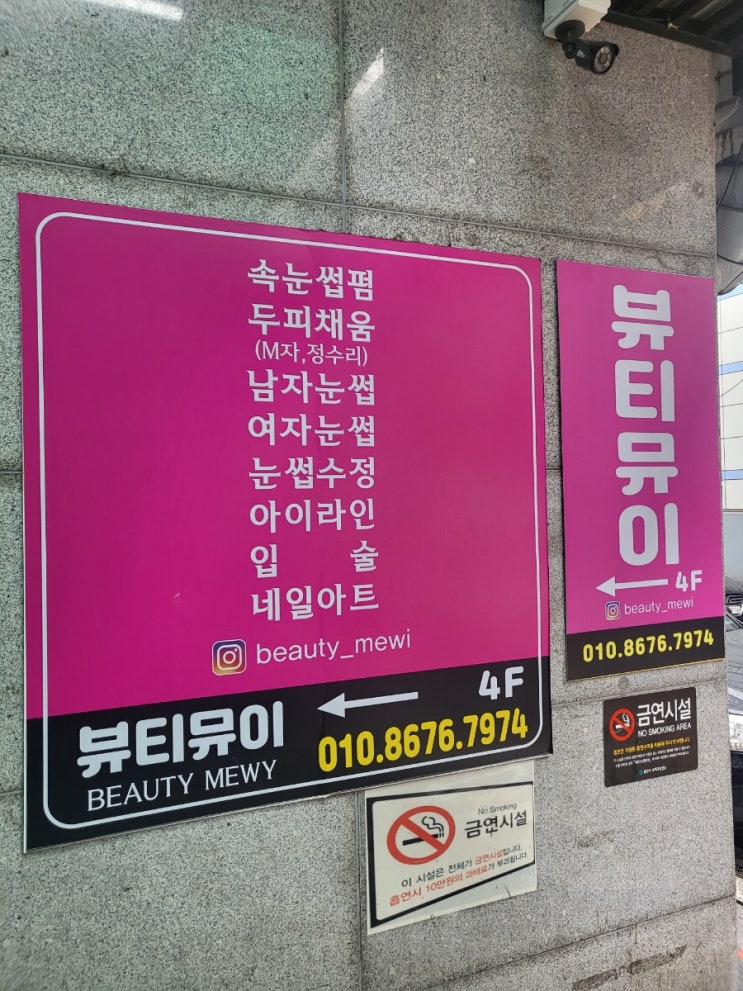 속눈썹펌
두피채움
(M자,정수리)
남자눈썹
여자눈썹
눈썹수정
아이라인
입 술
네일아트
beauty_mewi
뷰티뮤이
BEAUTY MEWY
4F
010.8676.7974
뷰티뮤이
4F
beauty_mewi
010.8676.7974
금연시설
NO SMOKING AREA
No Smoking
금연시설
이 시설은 전체가 금연시설입니다.
흡연시 10만원의 과태료가 부과됩니다.